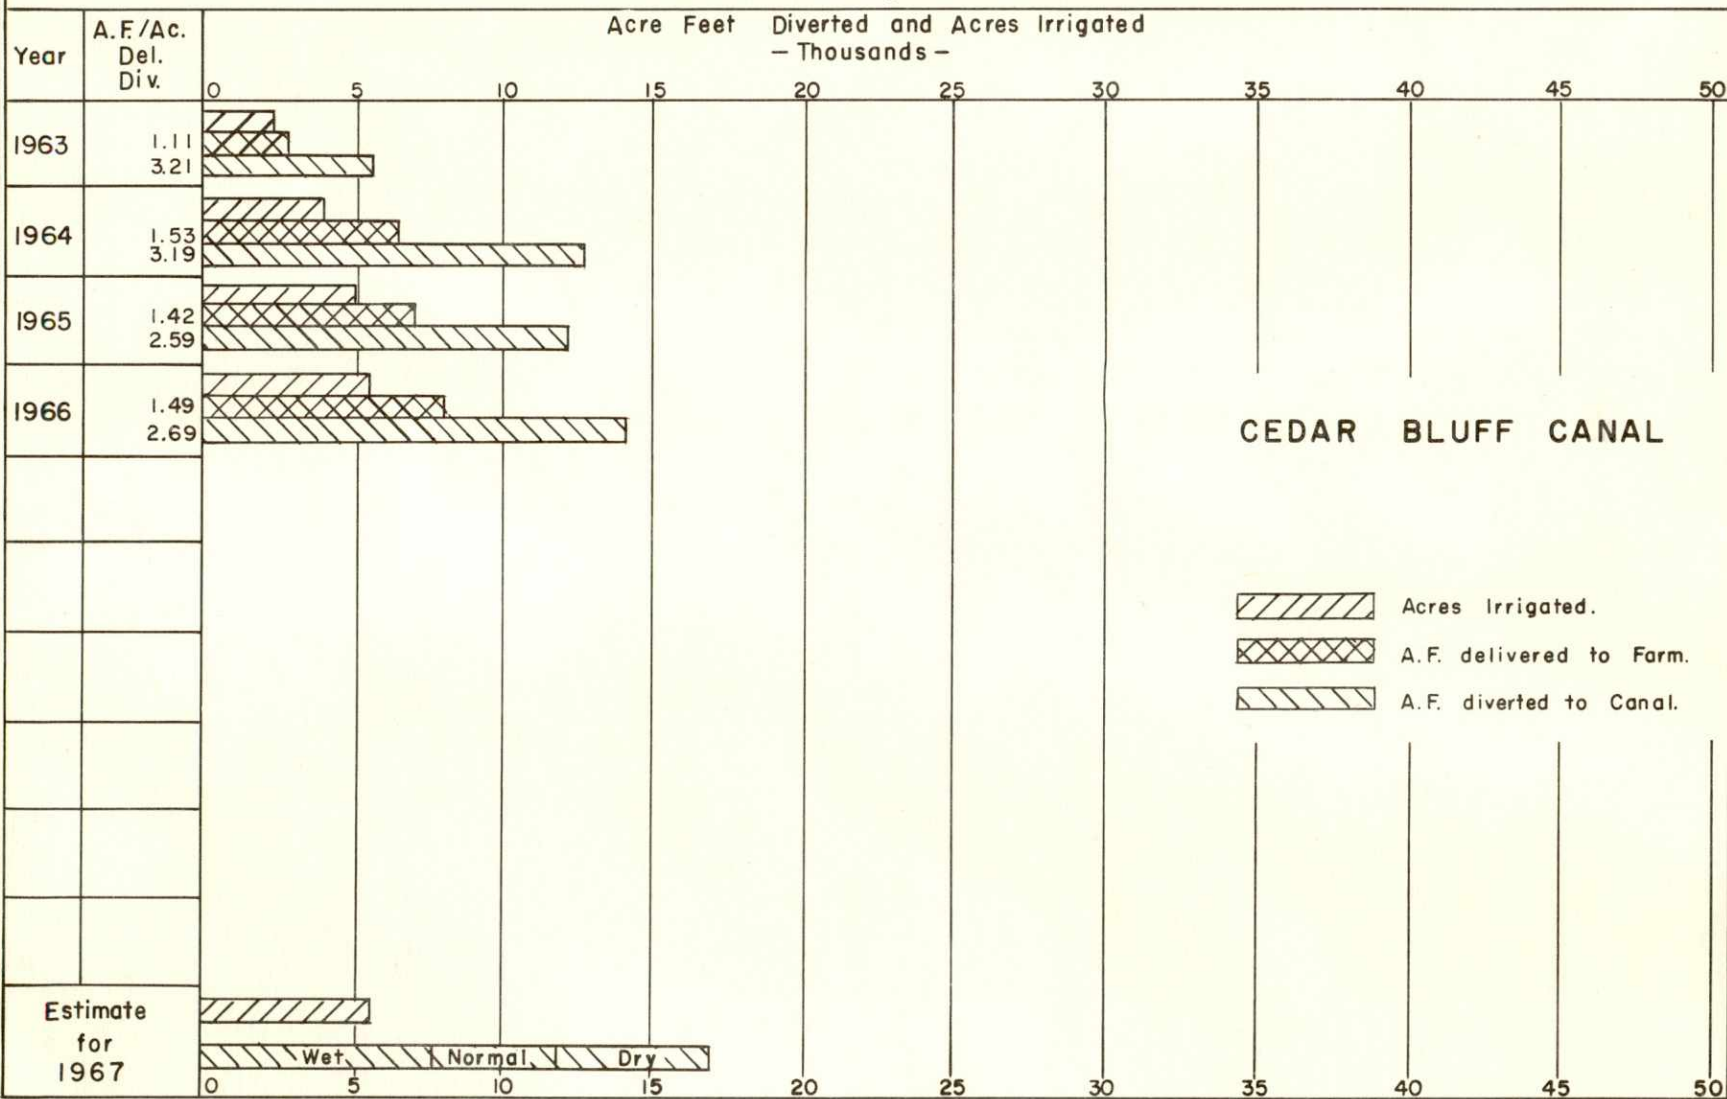 Acre Feet Diverted and Acres Irrigated
— Thousands —
Year
A.F./Ac.
Del.
Div.
0 5 10 15 20 25 30 35 40 45 50
1963
1.11
3.21
1964
1.53
3.19
1965
1.42
2.59
1966
1.49
2.69
CEDAR BLUFF CANAL
Acres Irrigated.
A.F. delivered to Farm.
A.F. diverted to Canal.
Estimate
for
1967
Wet Normal Dry
0 5 10 15 20 25 30 35 40 45 50